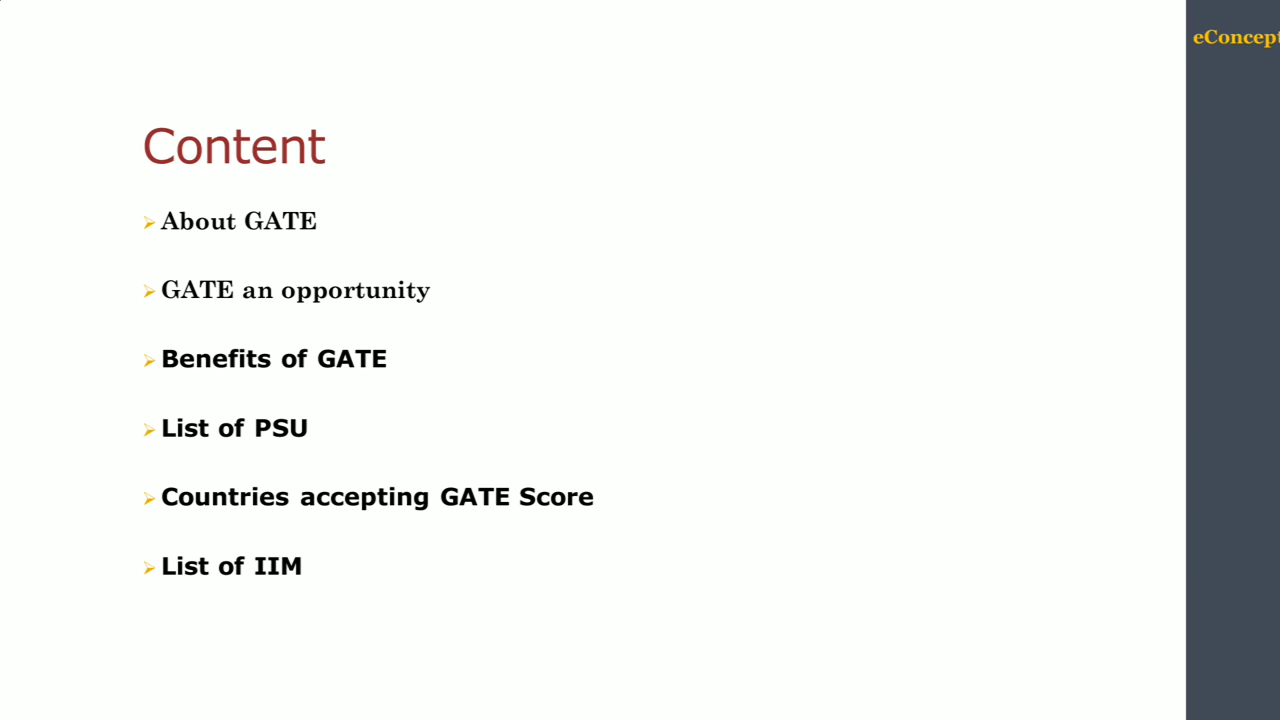 eConcept
Content
About GATE
GATE an opportunity
Benefits of GATE
List of PSU
Countries accepting GATE Score
List of IIM